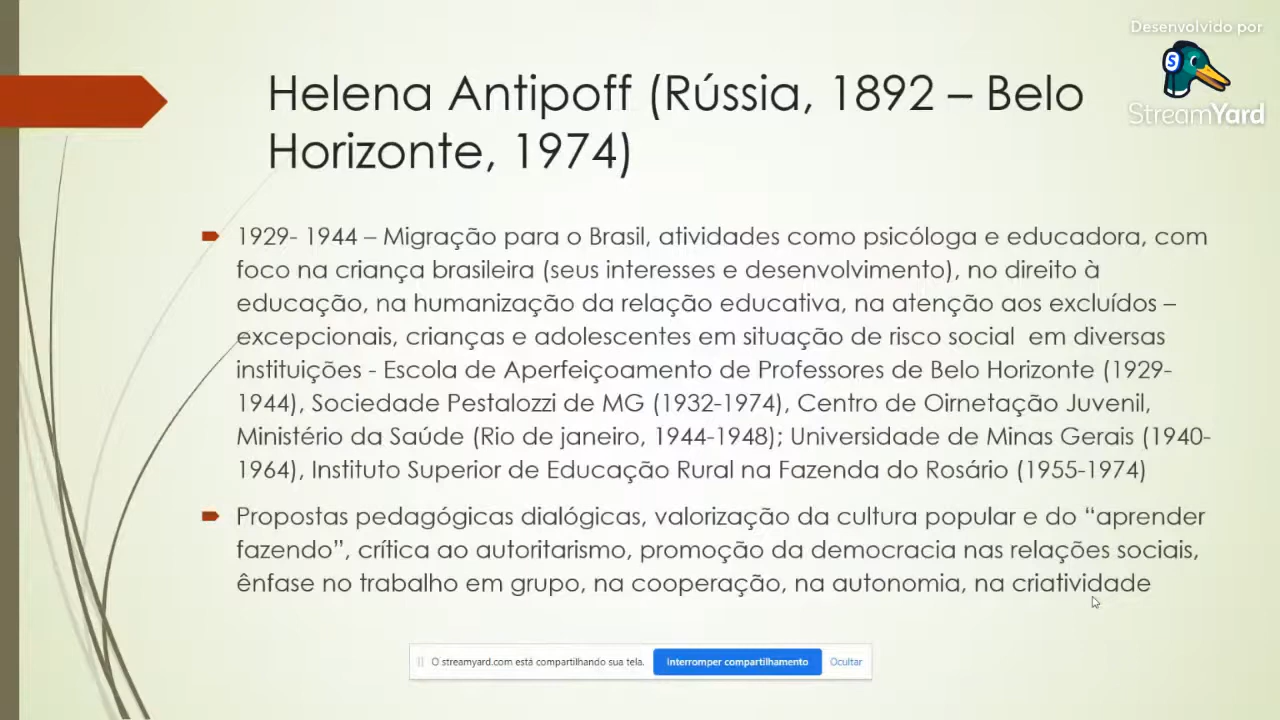 Desenvolvido por
StreamYard
Helena Antipoff (Rússia, 1892 – Belo
Horizonte, 1974)
1929- 1944 – Migração para o Brasil, atividades como psicóloga e educadora, com
foco na criança brasileira (seus interesses e desenvolvimento), no direito à
educação, na humanização da relação educativa, na atenção aos excluídos –
excepcionais, crianças e adolescentes em situação de risco social em diversas
instituições - Escola de Aperfeiçoamento de Professores de Belo Horizonte (1929-
1944), Sociedade Pestalozzi de MG (1932-1974), Centro de Oirnetação Juvenil,
Ministério da Saúde (Rio de janeiro, 1944-1948); Universidade de Minas Gerais (1940-
1964), Instituto Superior de Educação Rural na Fazenda do Rosário (1955-1974)
Propostas pedagógicas dialógicas, valorização da cultura popular e do “aprender
fazendo”, crítica ao autoritarismo, promoção da democracia nas relações sociais,
ênfase no trabalho em grupo, na cooperação, na autonomia, na criatividade
O streamyard.com está compartilhando sua tela. Interromper compartilhamento Ocultar